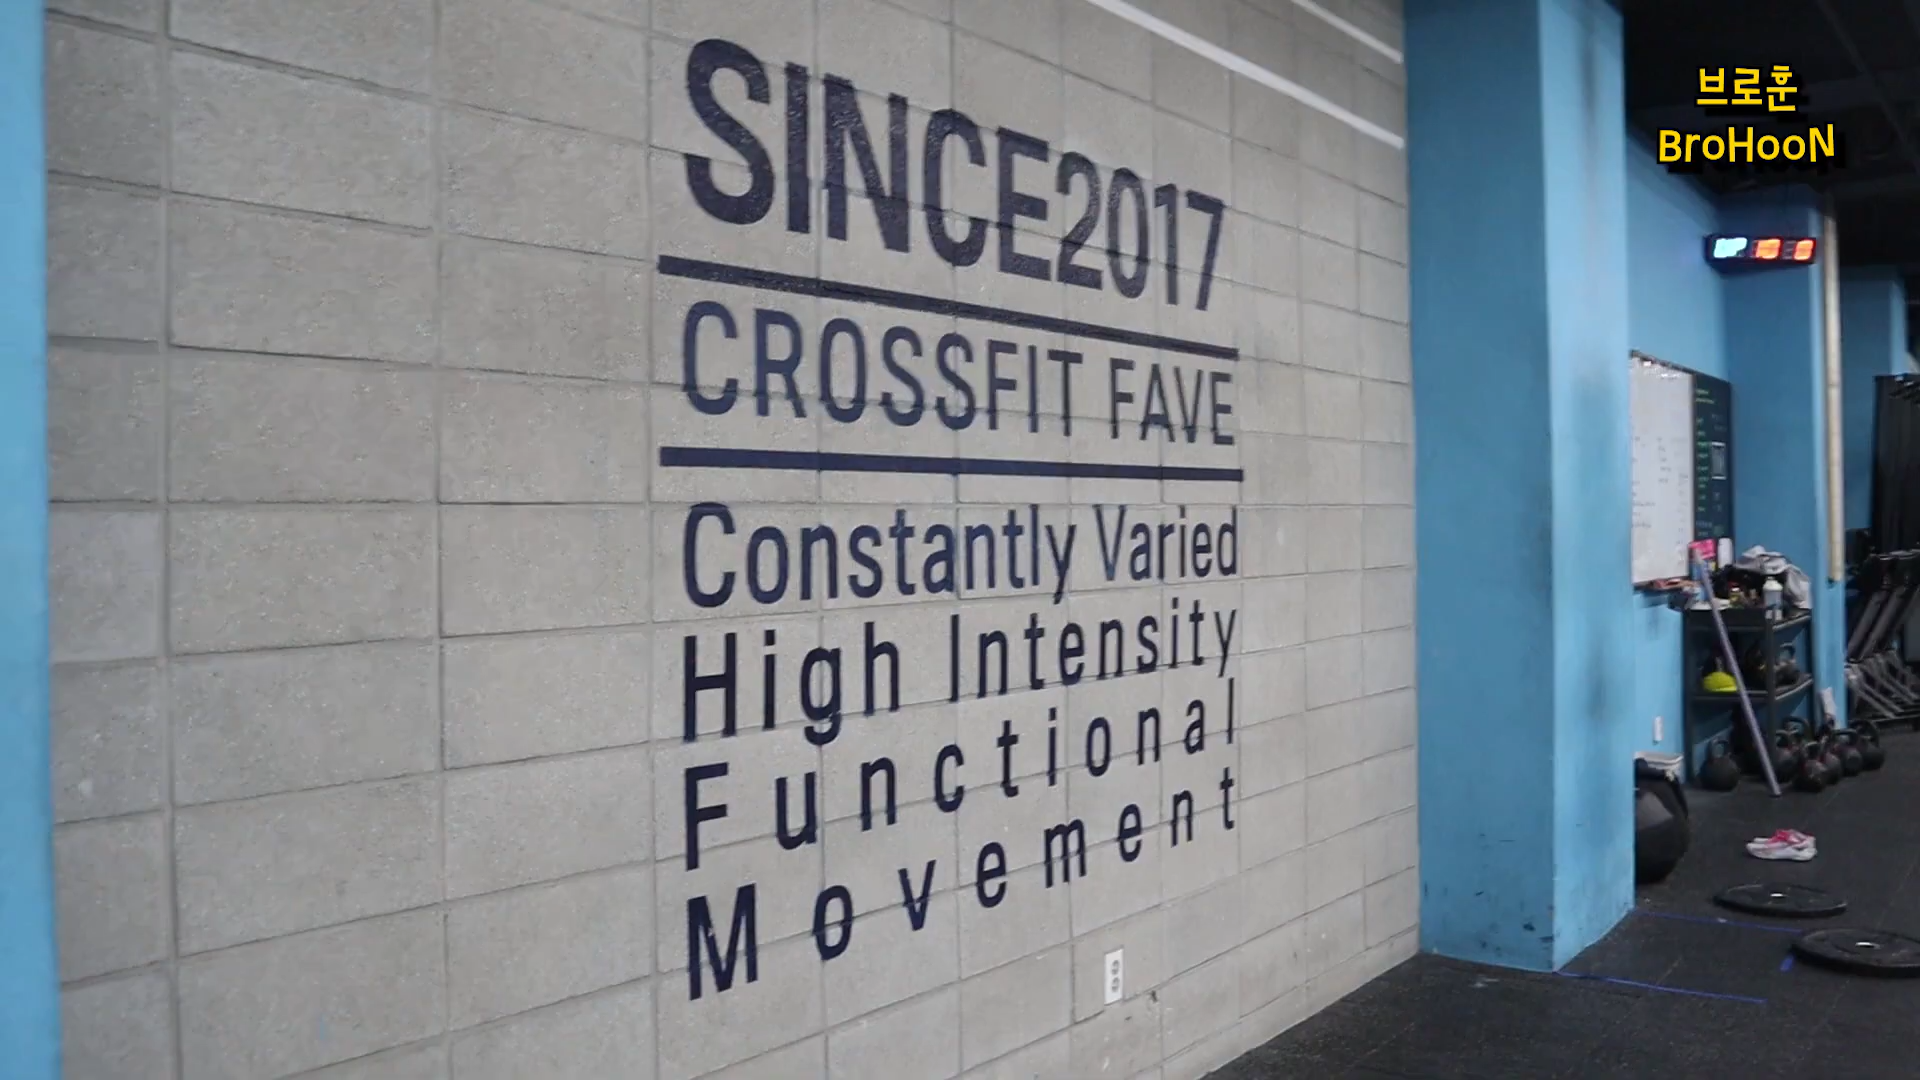 SINCE2017
CROSSFIT FAVE
Constantly Varied
High Intensity
Functional
Movement
브로훈
BroHooN